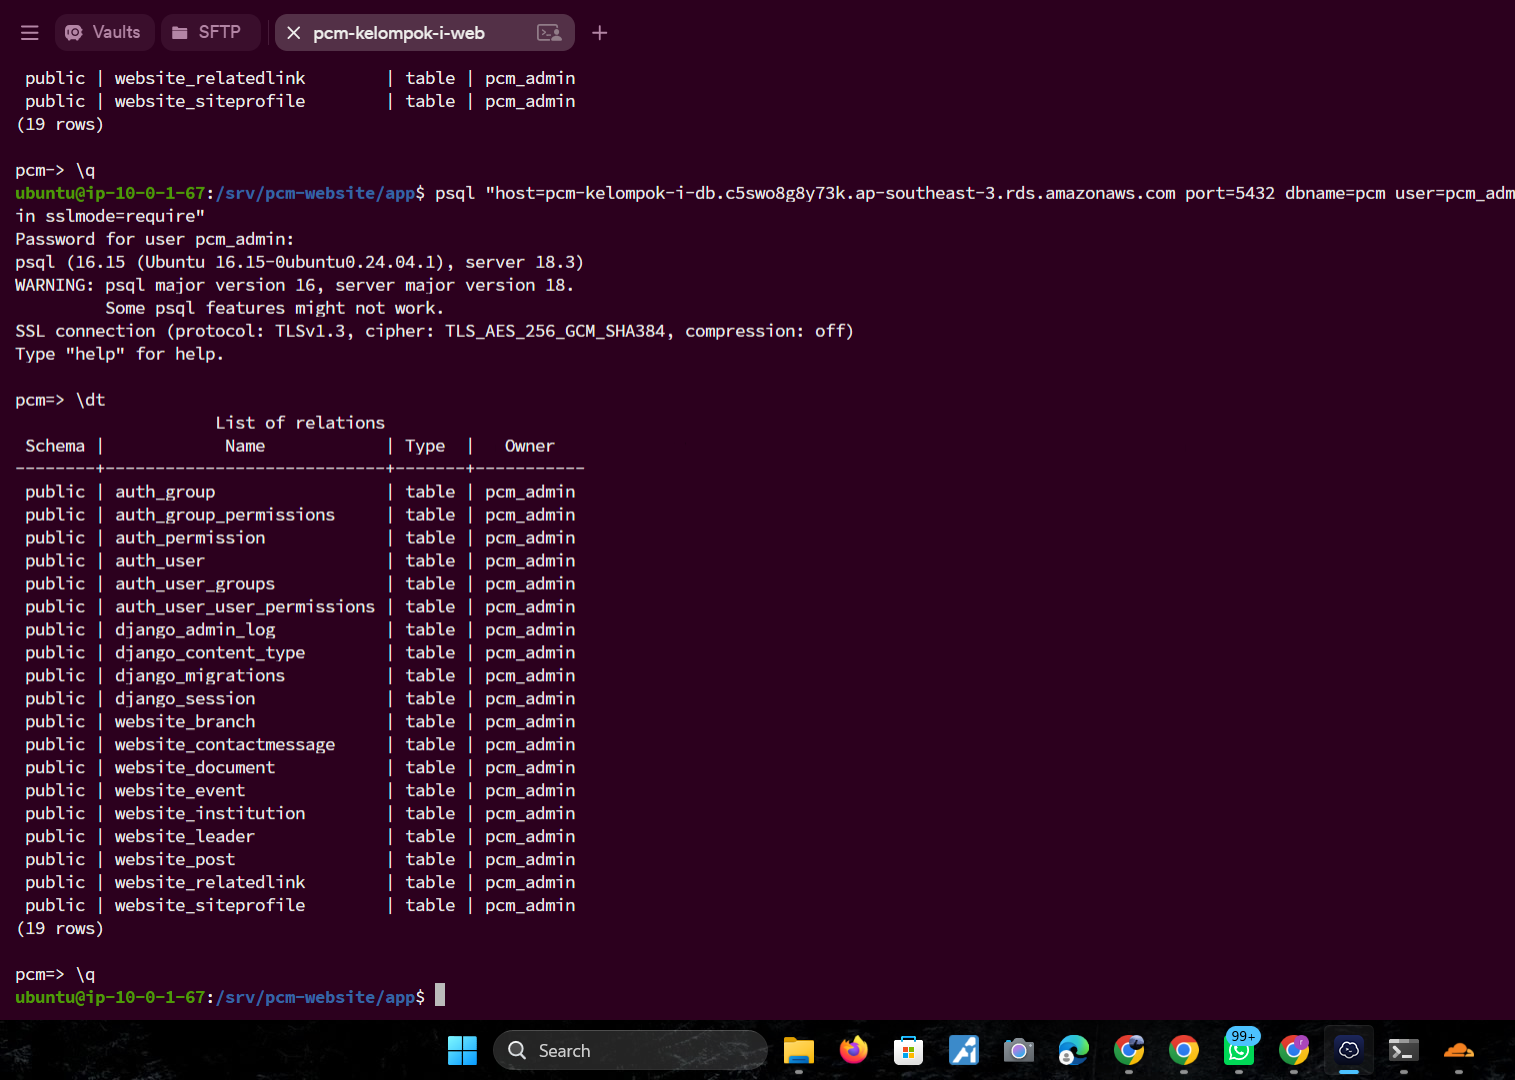 Vaults SFTP pcm-kelompok-i-web
 public | website_relatedlink        | table | pcm_admin
 public | website_siteprofile        | table | pcm_admin
(19 rows)
pcm-> \q
ubuntu@ip-10-0-1-67:/srv/pcm-website/app$ psql "host=pcm-kelompok-i-db.c5swo8g8y73k.ap-southeast-3.rds.amazonaws.com port=5432 dbname=pcm user=pcm_adm
in sslmode=require"
Password for user pcm_admin:
psql (16.15 (Ubuntu 16.15-0ubuntu0.24.04.1), server 18.3)
WARNING: psql major version 16, server major version 18.
         Some psql features might not work.
SSL connection (protocol: TLSv1.3, cipher: TLS_AES_256_GCM_SHA384, compression: off)
Type "help" for help.
pcm=> \dt
                    List of relations
 Schema |            Name            | Type  |   Owner
--------+----------------------------+-------+-----------
 public | auth_group                 | table | pcm_admin
 public | auth_group_permissions     | table | pcm_admin
 public | auth_permission            | table | pcm_admin
 public | auth_user                  | table | pcm_admin
 public | auth_user_groups           | table | pcm_admin
 public | auth_user_user_permissions | table | pcm_admin
 public | django_admin_log           | table | pcm_admin
 public | django_content_type        | table | pcm_admin
 public | django_migrations          | table | pcm_admin
 public | django_session             | table | pcm_admin
 public | website_branch             | table | pcm_admin
 public | website_contactmessage     | table | pcm_admin
 public | website_document           | table | pcm_admin
 public | website_event              | table | pcm_admin
 public | website_institution        | table | pcm_admin
 public | website_leader             | table | pcm_admin
 public | website_post               | table | pcm_admin
 public | website_relatedlink        | table | pcm_admin
 public | website_siteprofile        | table | pcm_admin
(19 rows)
pcm=> \q
ubuntu@ip-10-0-1-67:/srv/pcm-website/app$
Search 99+